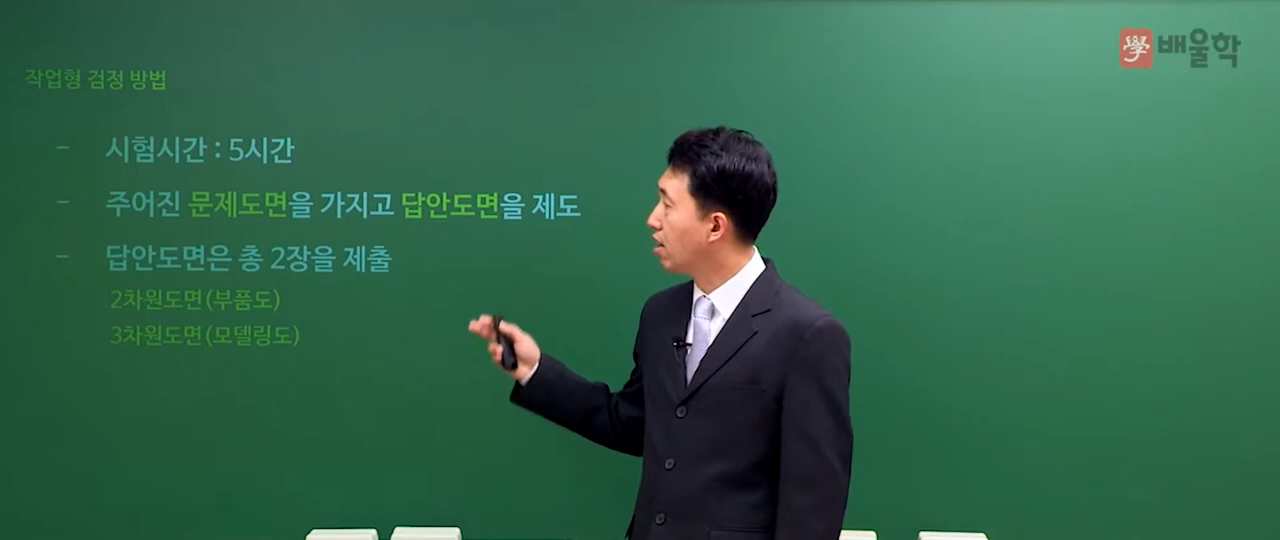 學 배울학
작업형 검정 방법
- 시험시간 : 5시간
- 주어진 문제도면을 가지고 답안도면을 제도
- 답안도면은 총 2장을 제출
2차원도면(부품도)
3차원도면(모델링도)